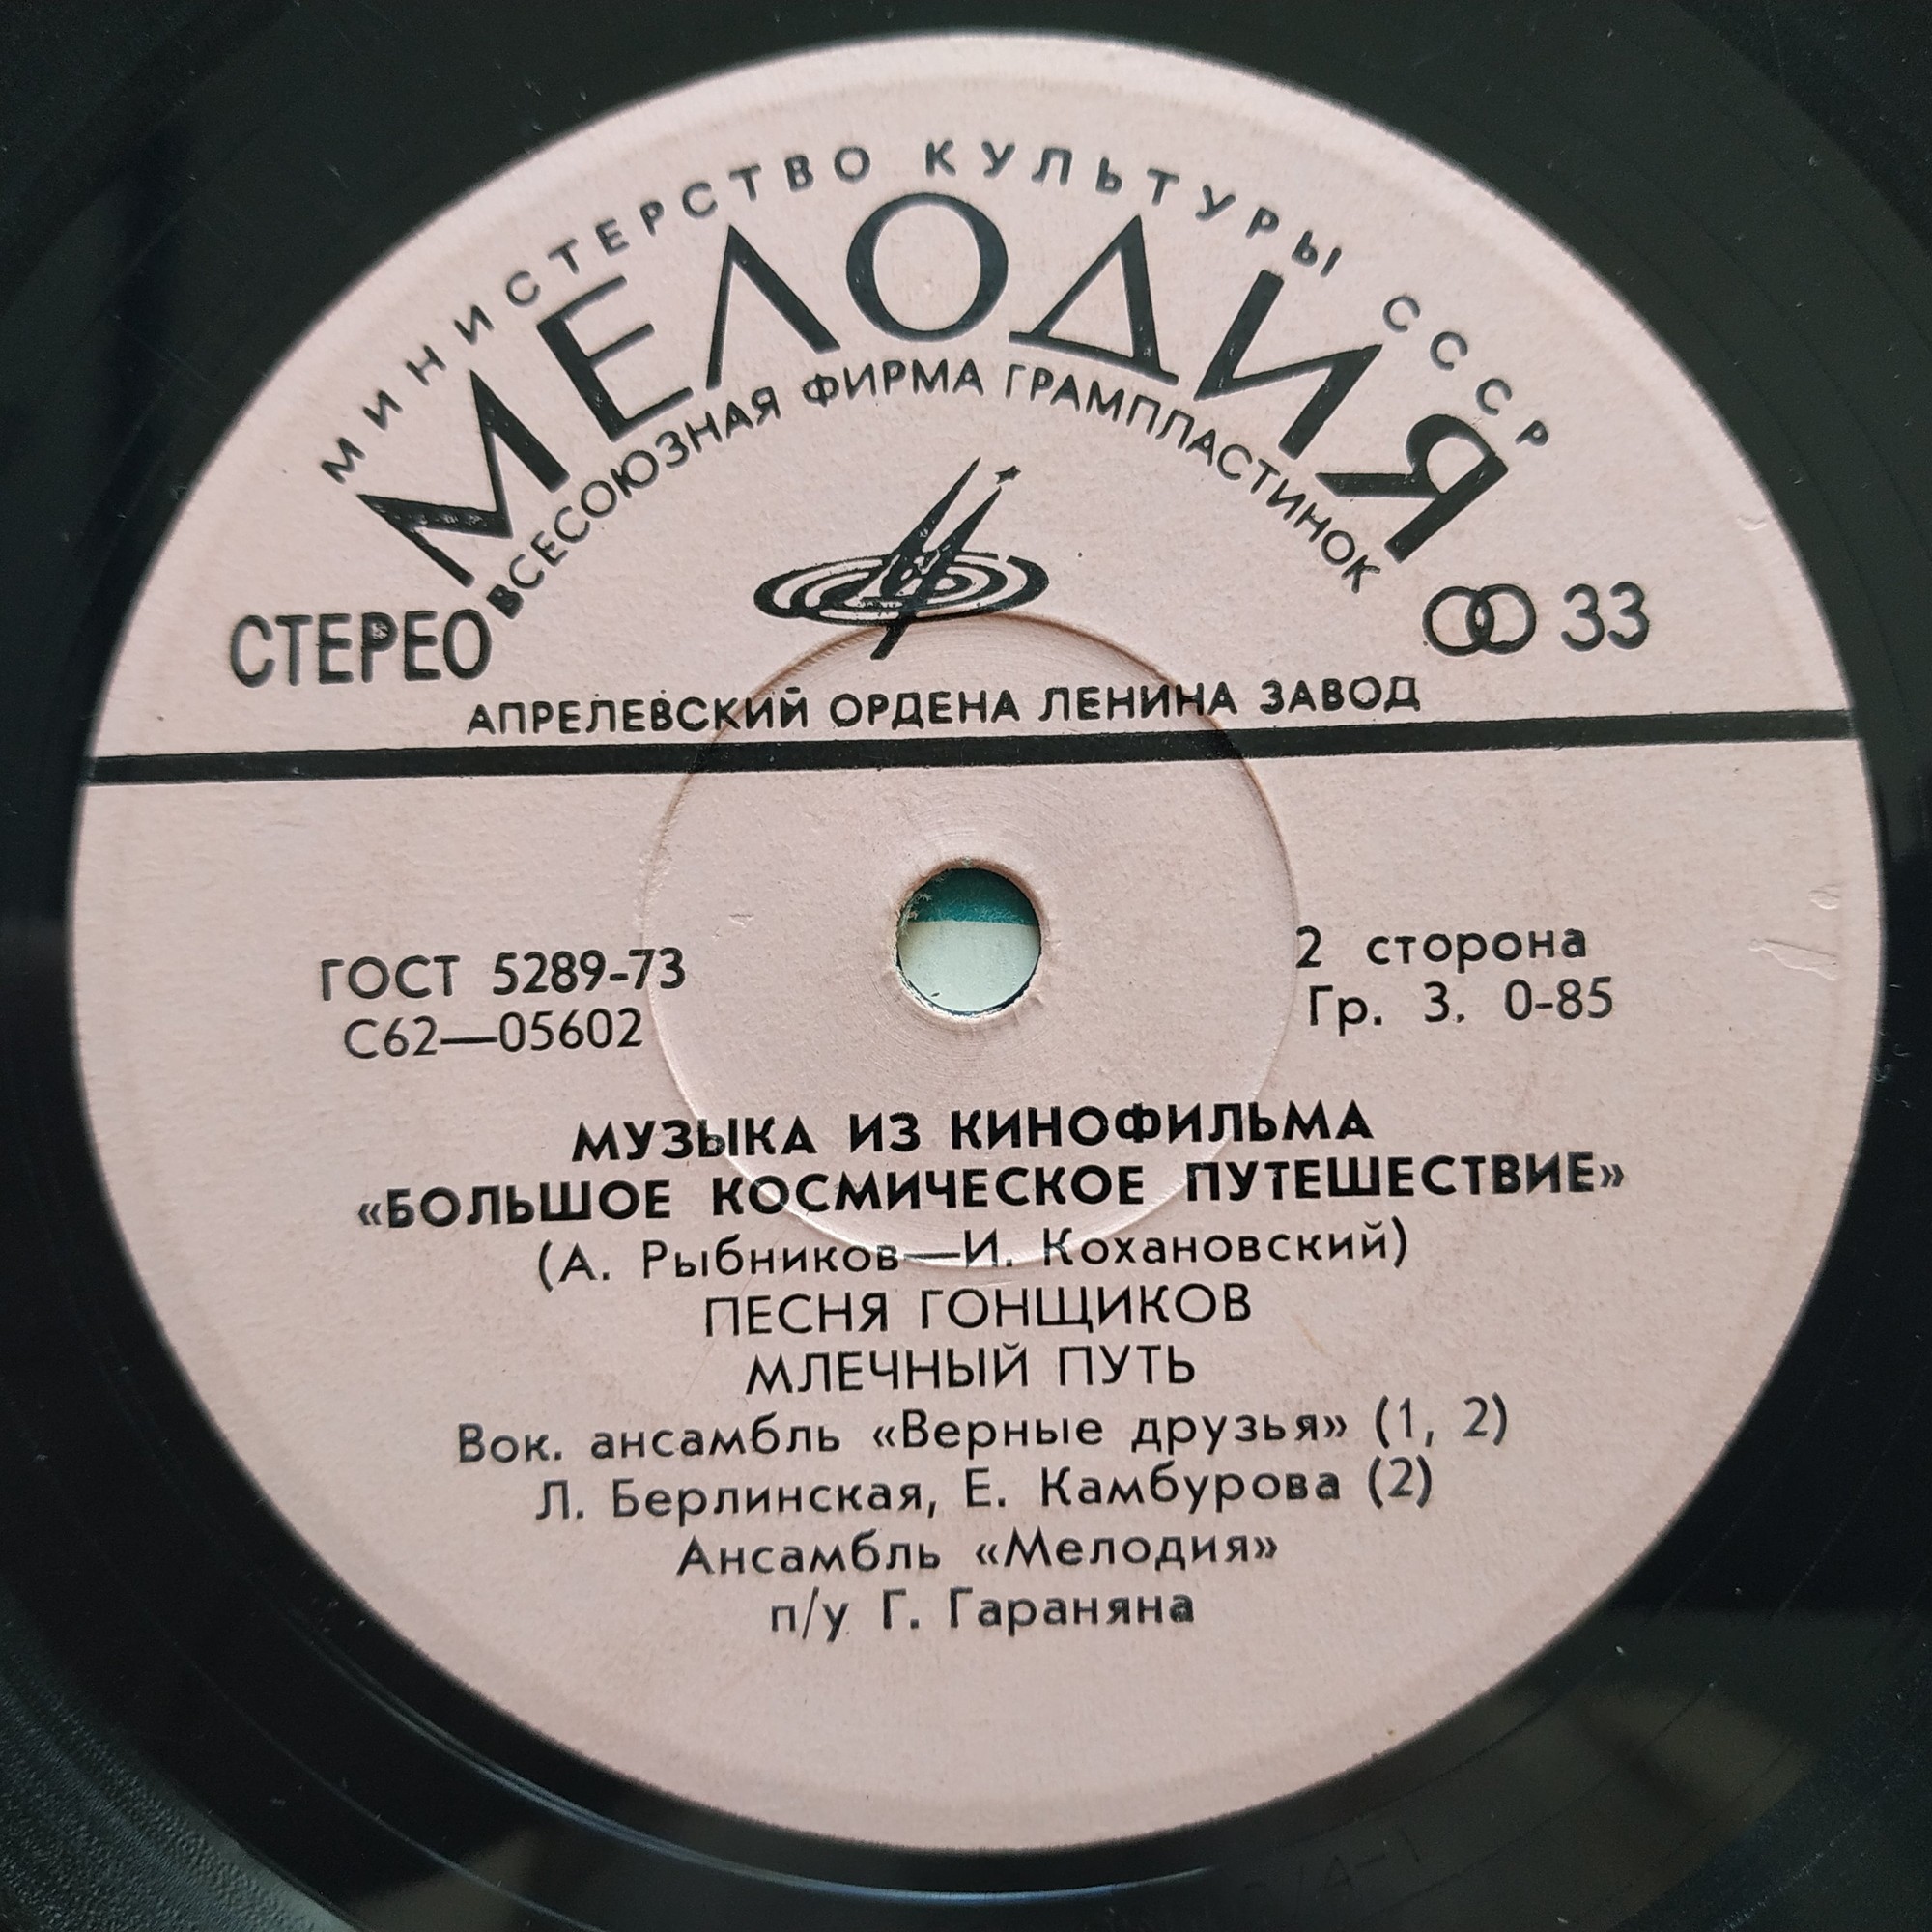 МИНИСТЕРСТВО КУЛЬТУРЫ СССР
МЕЛОДИЯ
ВСЕСОЮЗНАЯ ФИРМА ГРАМПЛАСТИНОК
СТЕРЕО
33
АПРЕЛЕВСКИЙ ОРДЕНА ЛЕНИНА ЗАВОД
ГОСТ 5289-73
С62—05602
2 сторона
Гр. 3. 0-85
МУЗЫКА ИЗ КИНОФИЛЬМА
«БОЛЬШОЕ КОСМИЧЕСКОЕ ПУТЕШЕСТВИЕ»
(А. Рыбников—И. Кохановский)
ПЕСНЯ ГОНЩИКОВ
МЛЕЧНЫЙ ПУТЬ
Вок. ансамбль «Верные друзья» (1, 2)
Л. Берлинская, Е. Камбурова (2)
Ансамбль «Мелодия»
п/у Г. Гараняна